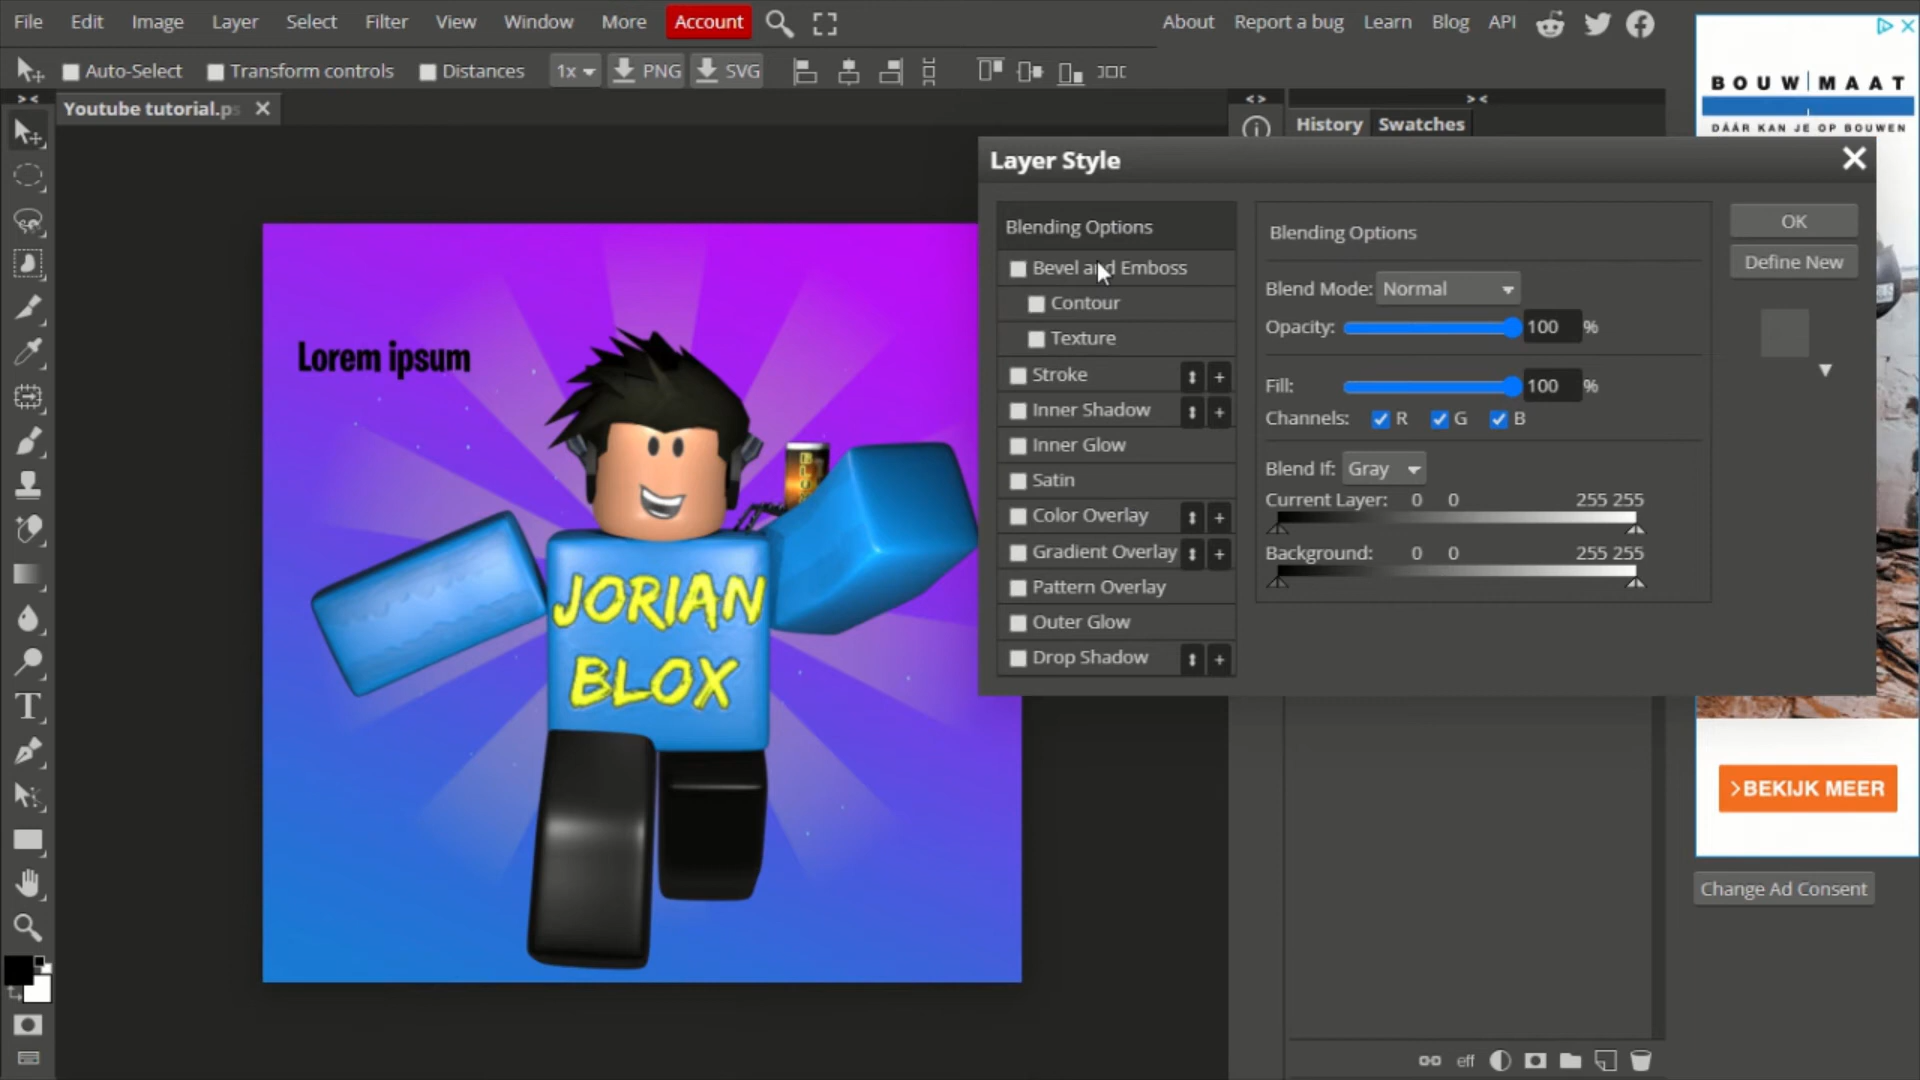 File Edit Image Layer Select Filter View Window More Account About Report a bug Learn Blog API
Auto-Select Transform controls Distances 1x PNG SVG
Youtube tutorial.ps
History Swatches
Layer Style
Blending Options
Bevel and Emboss
Contour
Texture
Stroke
Inner Shadow
Inner Glow
Satin
Color Overlay
Gradient Overlay
Pattern Overlay
Outer Glow
Drop Shadow
Blending Options
Blend Mode: Normal
Opacity: 100 %
Fill: 100 %
Channels: R G B
Blend If: Gray
Current Layer: 0 0 255 255
Background: 0 0 255 255
OK
Define New
Lorem ipsum
JORIAN
BLOX
BOUWMAAT
DÁÁR KAN JE OP BOUWEN
>BEKIJK MEER
Change Ad Consent
eff